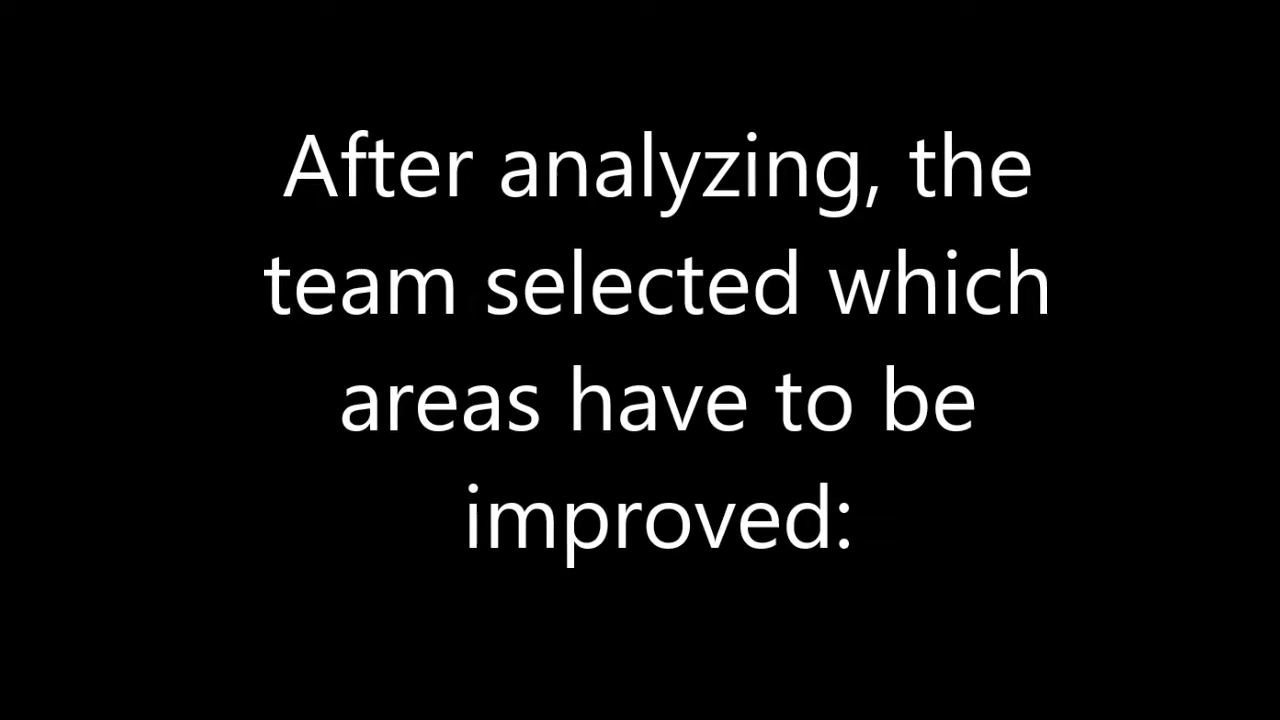 After analyzing, the
team selected which
areas have to be
improved: